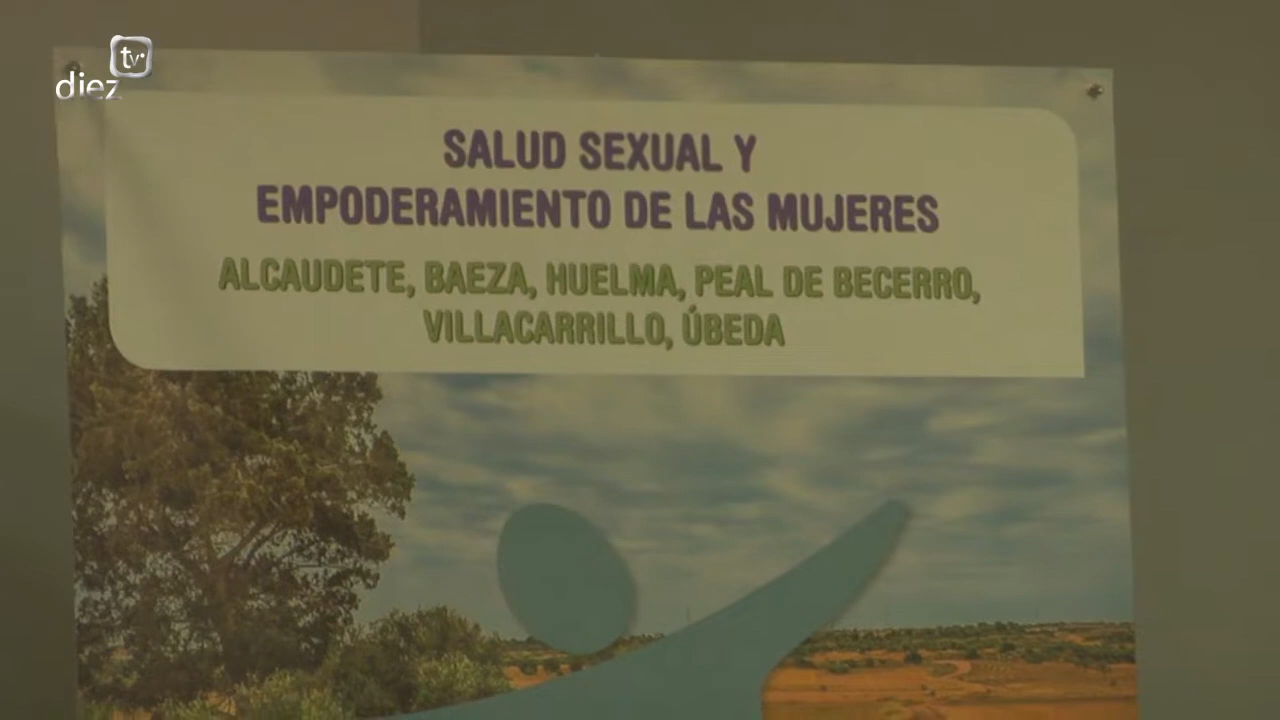 tv
diez
SALUD SEXUAL Y
EMPODERAMIENTO DE LAS MUJERES
ALCAUDETE, BAEZA, HUELMA, PEAL DE BECERRO,
VILLACARRILLO, ÚBEDA